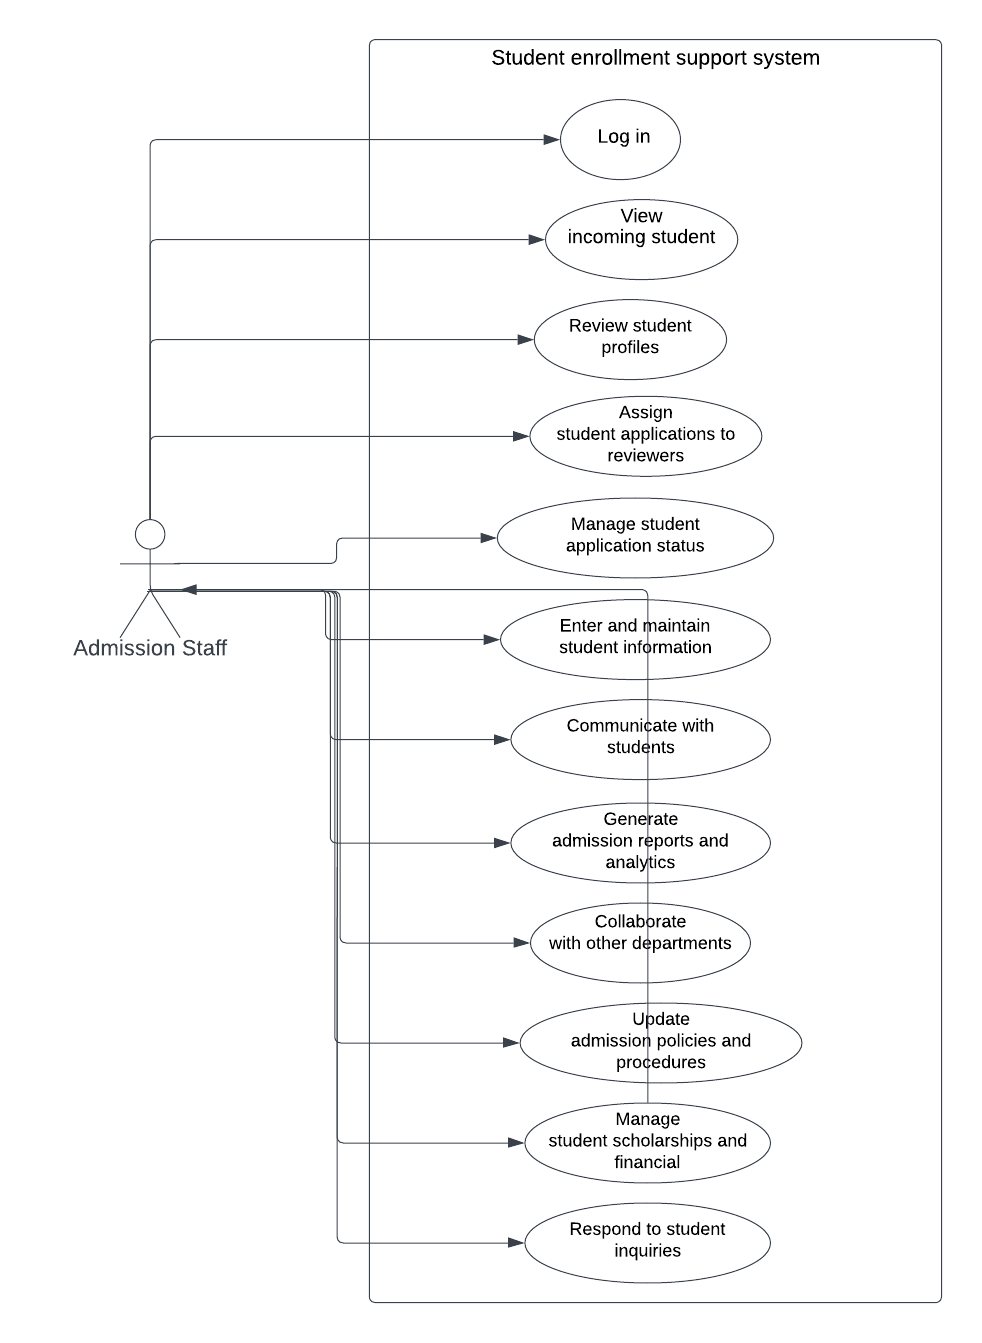 Student enrollment support system
Log in
View
incoming student
Review student
profiles
Assign
student applications to
reviewers
Manage student
application status
Enter and maintain
student information
Admission Staff
Communicate with
students
Generate
admission reports and
analytics
Collaborate
with other departments
Update
admission policies and
procedures
Manage
student scholarships and
financial
Respond to student
inquiries